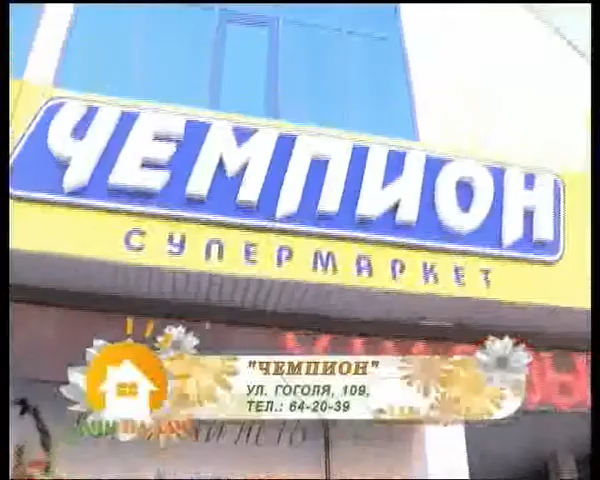 ЧЕМПИОН
СУПЕРМАРКЕТ
"ЧЕМПИОН"
УЛ. ГОГОЛЯ, 109,
ТЕЛ.: 64-20-39